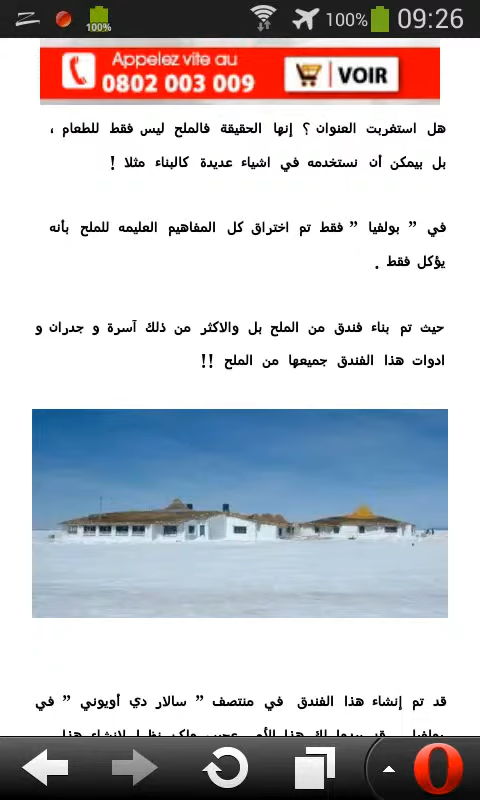 100%
100%
09:26
Appelez vite au
0802 003 009
VOIR
هل استغربت العنوان ؟ إنها الحقيقة فالملح ليس فقط للطعام ،
بل بيمكن أن نستخدمه في اشياء عديدة كالبناء مثلا !
في ” بولفيا ” فقط تم اختراق كل المفاهيم العليمه للملح بأنه
يؤكل فقط .
حيث تم بناء فندق من الملح بل والاكثر من ذلك آسرة و جدران و
ادوات هذا الفندق جميعها من الملح !!
قد تم إنشاء هذا الفندق في منتصف ” سالار دي أويوني ” في